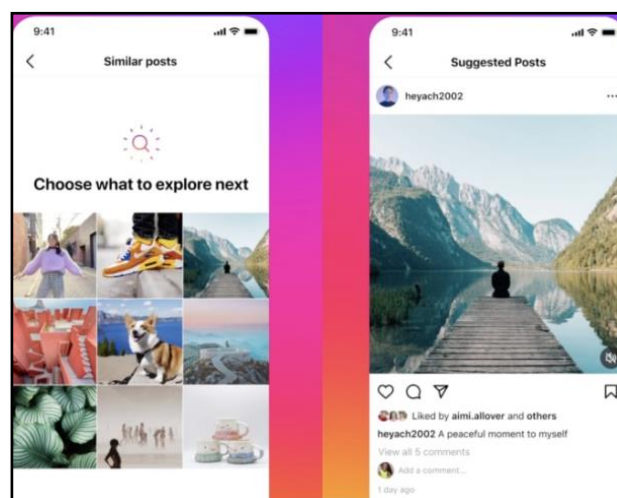 9:41
Similar posts
Choose what to explore next
9:41
Suggested Posts
heyach2002
Liked by aimi.allover and others
heyach2002 A peaceful moment to myself
View all 5 comments
Add a comment...
1 day ago